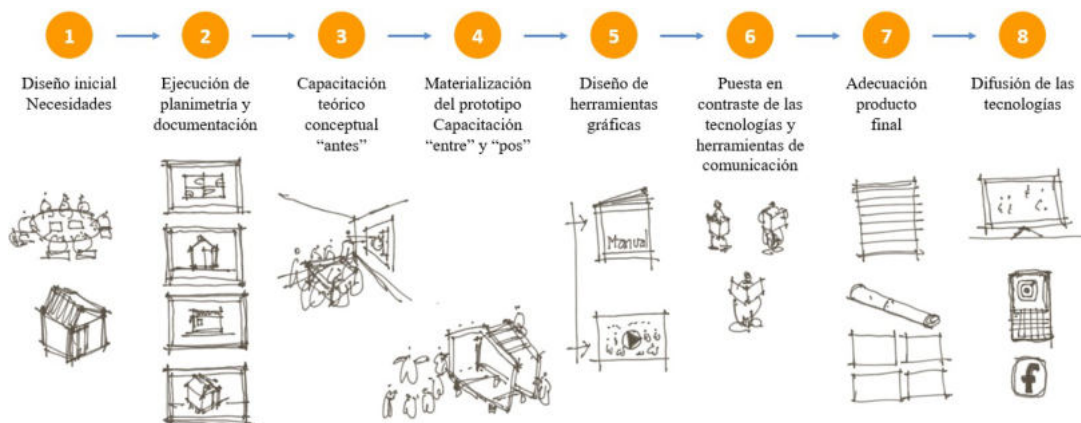 1
2
3
4
5
6
7
8
Diseño inicial
Necesidades
Ejecución de
planimetría y
documentación
Capacitación
teórico
conceptual
“antes”
Materialización
del prototipo
Capacitación
“entre” y “pos”
Diseño de
herramientas
gráficas
Puesta en
contraste de las
tecnologías y
herramientas de
comunicación
Adecuación
producto
final
Difusión de las
tecnologías
Manual
f